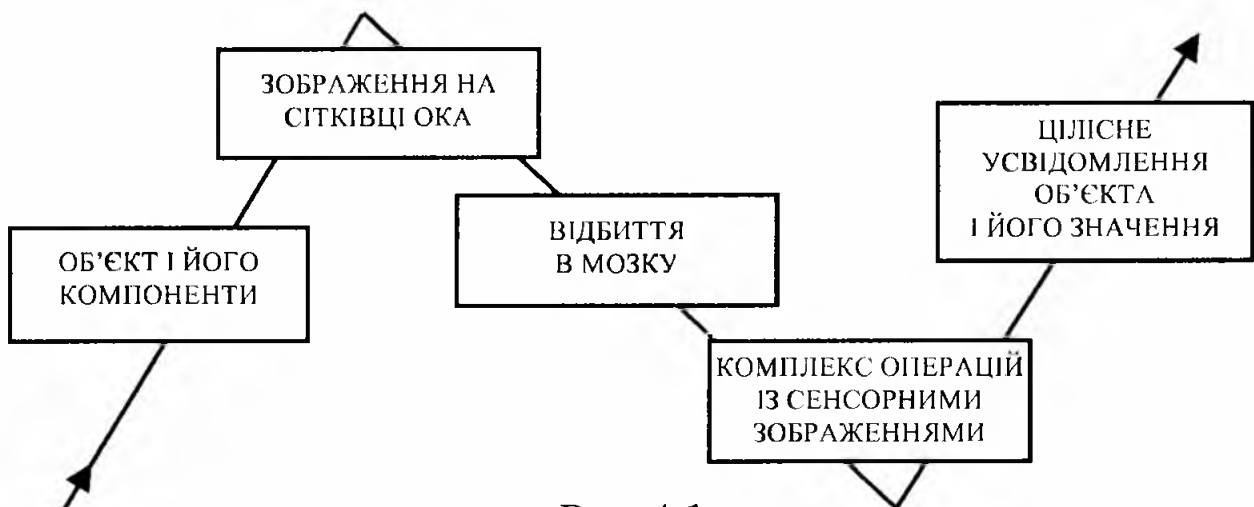 ЗОБРАЖЕННЯ НА
СІТКІВЦІ ОКА
ОБ’ЄКТ І ЙОГО
КОМПОНЕНТИ
ВІДБИТТЯ
В МОЗКУ
КОМПЛЕКС ОПЕРАЦІЙ
ІЗ СЕНСОРНИМИ
ЗОБРАЖЕННЯМИ
ЦІЛІСНЕ
УСВІДОМЛЕННЯ
ОБ’ЄКТА
І ЙОГО ЗНАЧЕННЯ